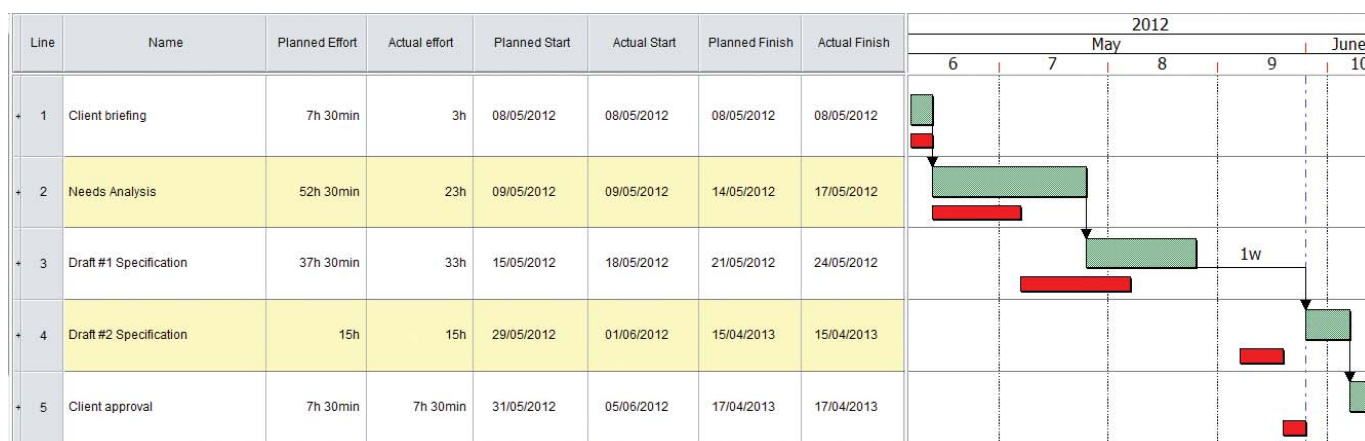 2012
Line Name Planned Effort Actual effort Planned Start Actual Start Planned Finish Actual Finish May June
6 7 8 9 10
1 Client briefing 7h 30min 3h 08/05/2012 08/05/2012 08/05/2012 08/05/2012
2 Needs Analysis 52h 30min 23h 09/05/2012 09/05/2012 14/05/2012 17/05/2012
3 Draft #1 Specification 37h 30min 33h 15/05/2012 18/05/2012 21/05/2012 24/05/2012 1w
4 Draft #2 Specification 15h 15h 29/05/2012 01/06/2012 15/04/2013 15/04/2013
5 Client approval 7h 30min 7h 30min 31/05/2012 05/06/2012 17/04/2013 17/04/2013